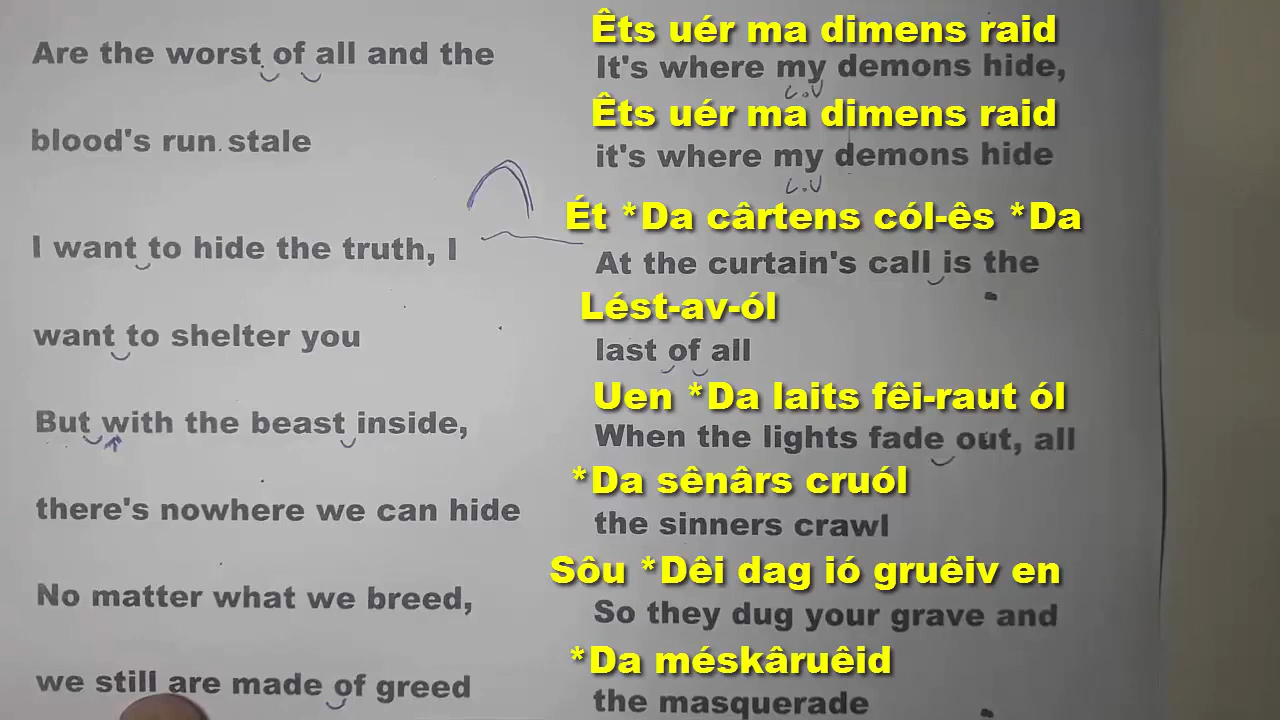 Are the worst of all and the
blood's run stale
I want to hide the truth, I
want to shelter you
But with the beast inside,
there's nowhere we can hide
No matter what we breed,
we still are made of greed
Êts uér ma dimens raid
It's where my demons hide,
L.U
Êts uér ma dimens raid
it's where my demons hide
L.U
Ét *Da cârtens cól-ês *Da
At the curtain's call is the
Lést-av-ól
last of all
Uen *Da laits fêi-raut ól
When the lights fade out, all
*Da sênârs cruól
the sinners crawl
Sôu *Dêi dag ió gruêiv en
So they dug your grave and
*Da méskâruêid
the masquerade